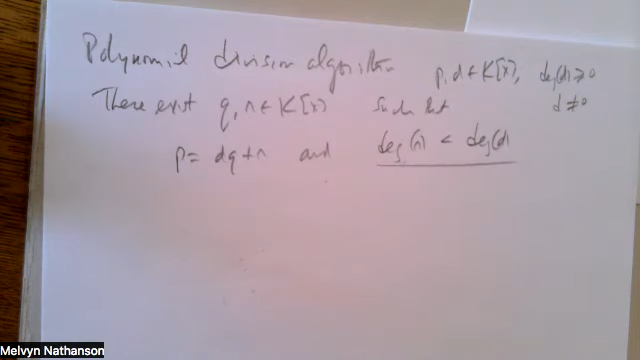 Polynomial division algorithm p, d ∈ K[x], deg(d) ≥ 0
There exist q, r ∈ K[x] such that d ≠ 0
p = dq + r and deg(r) < deg(d)
Melvyn Nathanson